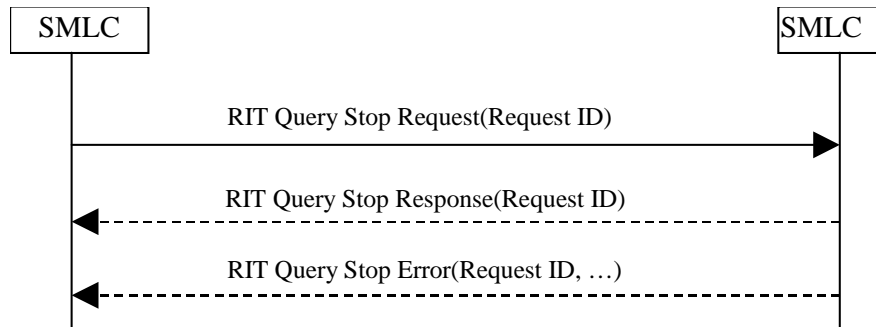 SMLC
SMLC
RIT Query Stop Request(Request ID)
RIT Query Stop Response(Request ID)
RIT Query Stop Error(Request ID, …)